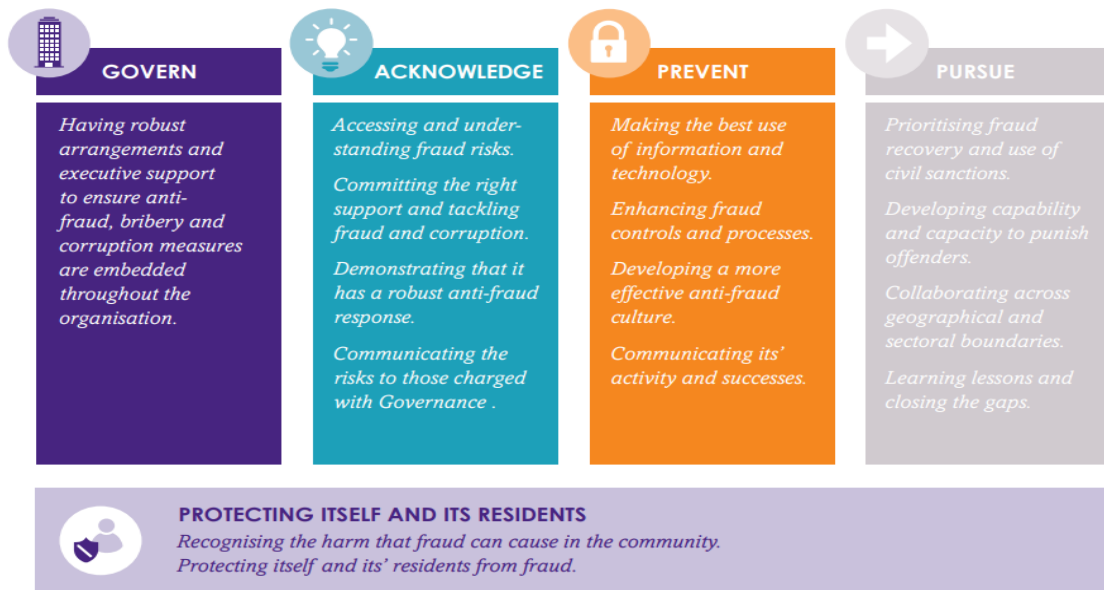 GOVERN
Having robust
arrangements and
executive support
to ensure anti-
fraud, bribery and
corruption measures
are embedded
throughout the
organisation.
ACKNOWLEDGE
Accessing and under-
standing fraud risks.
Committing the right
support and tackling
fraud and corruption.
Demonstrating that it
has a robust anti-fraud
response.
Communicating the
risks to those charged
with Governance .
PREVENT
Making the best use
of information and
technology.
Enhancing fraud
controls and processes.
Developing a more
effective anti-fraud
culture.
Communicating its’
activity and successes.
PURSUE
Prioritising fraud
recovery and use of
civil sanctions.
Developing capability
and capacity to punish
offenders.
Collaborating across
geographical and
sectoral boundaries.
Learning lessons and
closing the gaps.
PROTECTING ITSELF AND ITS RESIDENTS
Recognising the harm that fraud can cause in the community.
Protecting itself and its’ residents from fraud.